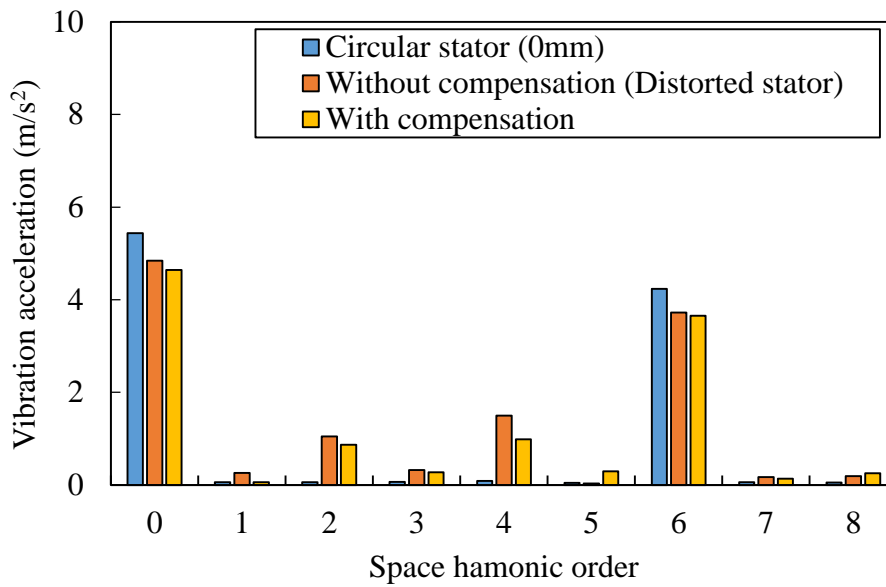 10
8
6
4
2
0
Vibration acceleration (m/s²)
Circular stator (0mm)
Without compensation (Distorted stator)
With compensation
0 1 2 3 4 5 6 7 8
Space hamonic order